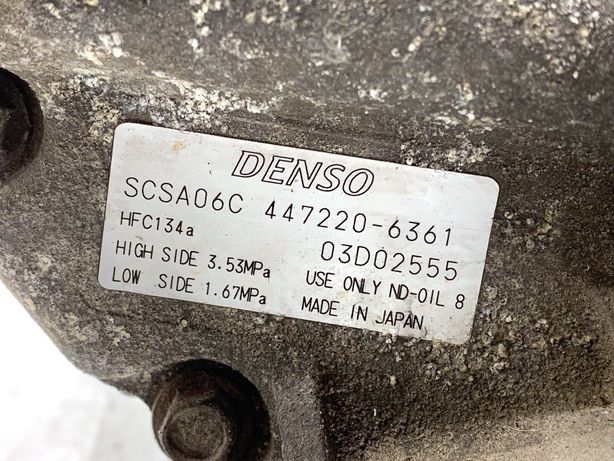 DENSO
SCSA06C 447220-6361
HFC134a 03D02555
HIGH SIDE 3.53MPa USE ONLY ND-OIL 8
LOW SIDE 1.67MPa MADE IN JAPAN